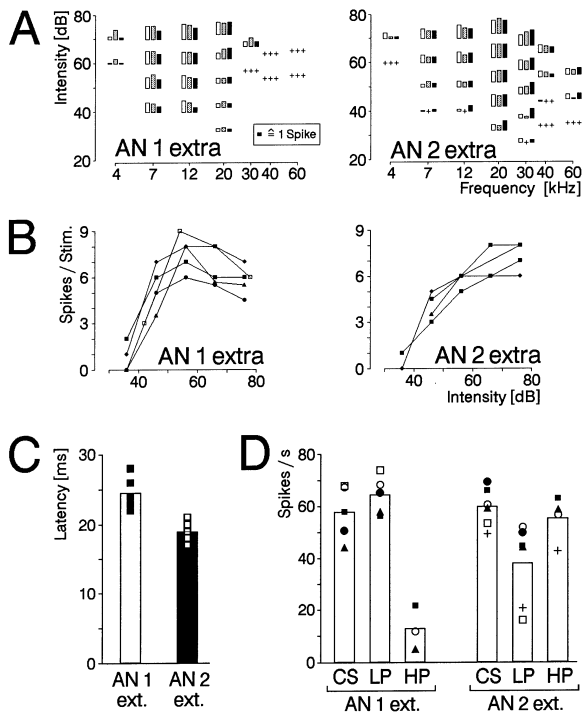 A
Intensity [dB]
80
60
40
20
AN 1 extra
■ ≙ 1 Spike
4 7 12 20 30 40 60
80
60
40
20
AN 2 extra
4 7 12 20 30 40 60
Frequency [kHz]
B
Spikes / Stim.
9
6
3
0
AN 1 extra
40 60 80
9
6
3
0
AN 2 extra
40 60 80
Intensity [dB]
C
Latency [ms]
30
20
10
0
AN 1 ext.
AN 2 ext.
D
Spikes / s
80
60
40
20
0
CS LP HP CS LP HP
AN 1 ext. AN 2 ext.